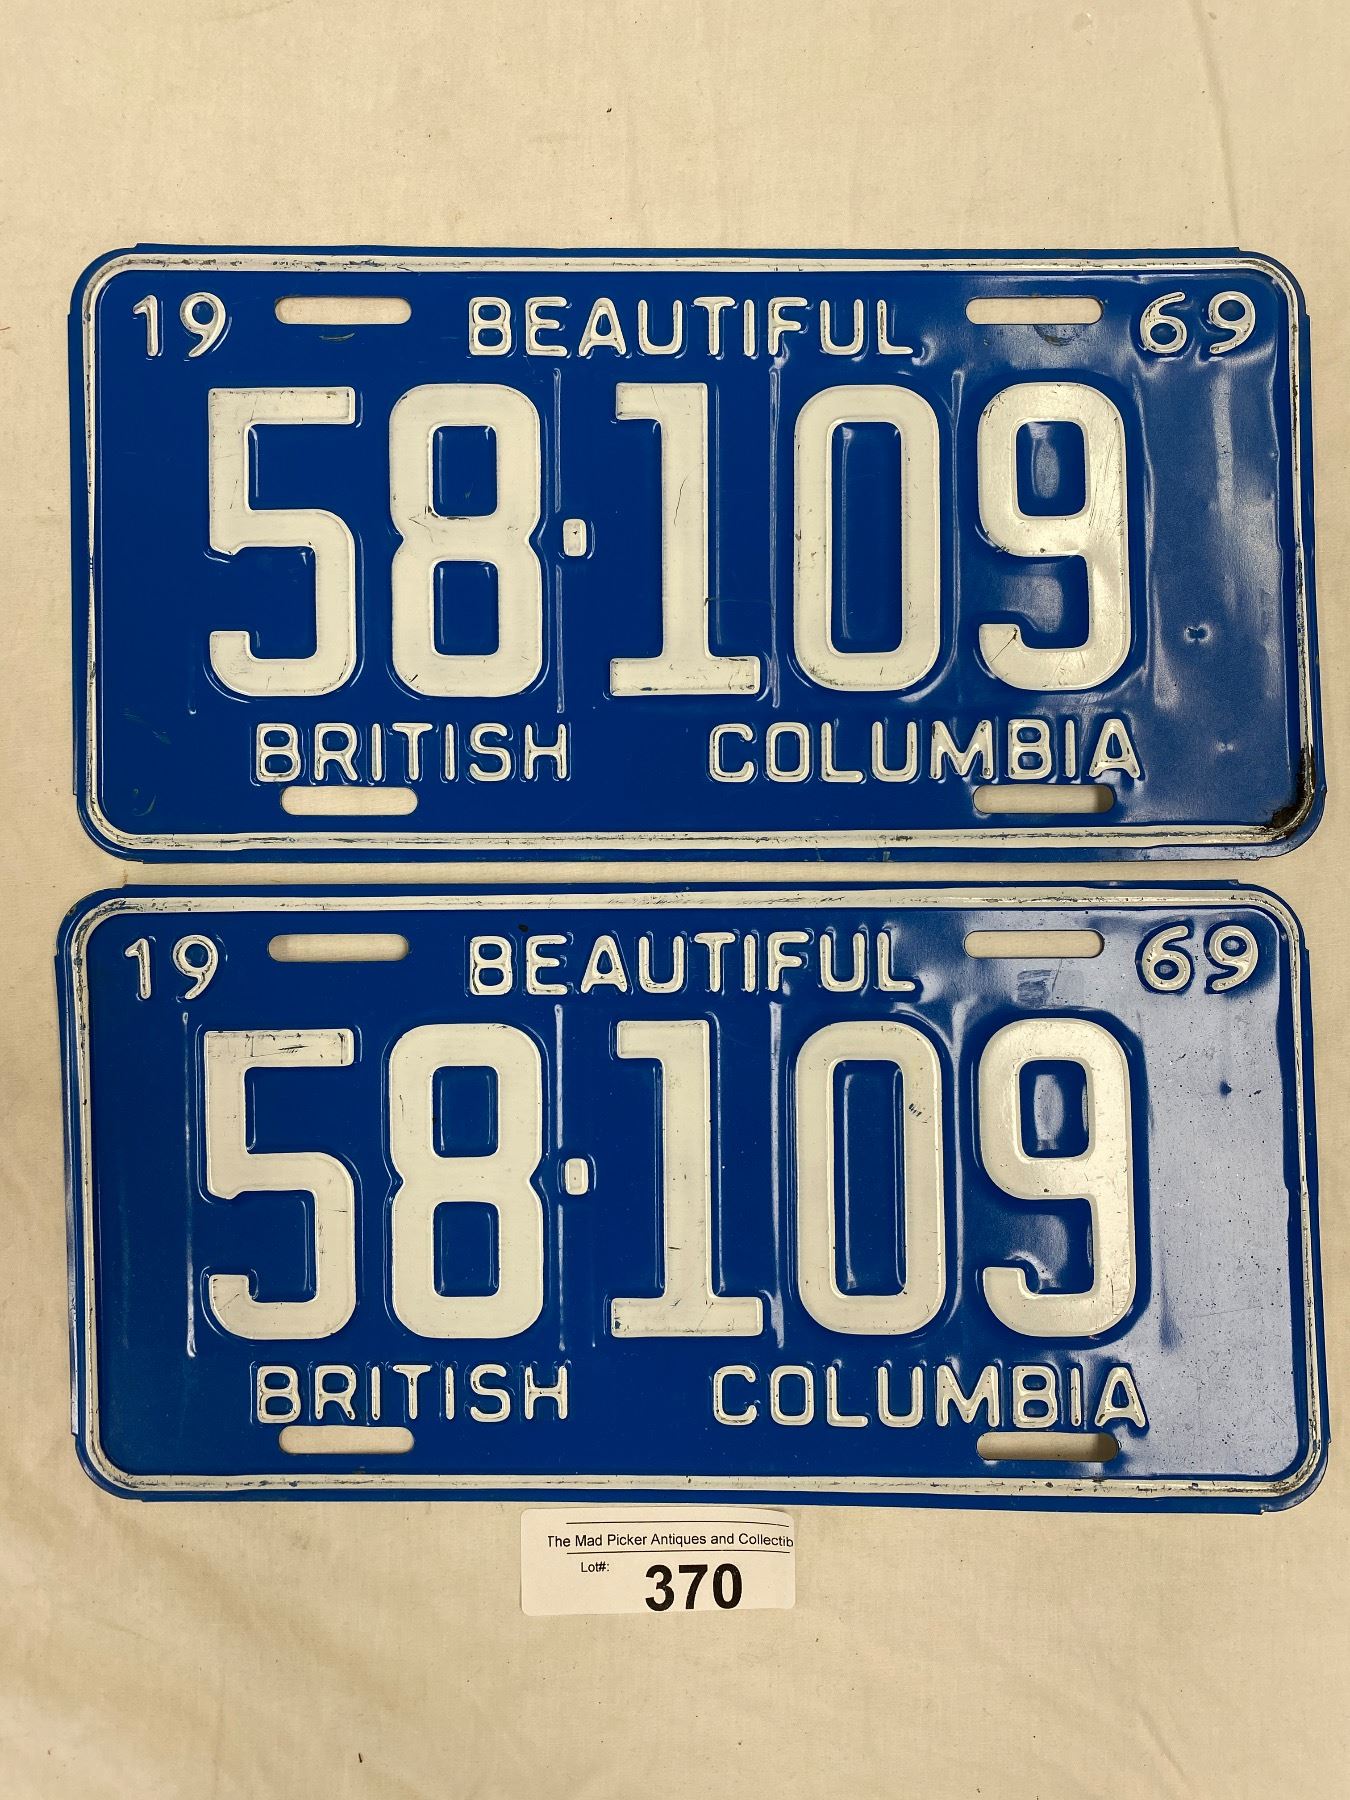 19 BEAUTIFUL 69
58·109
BRITISH COLUMBIA
19 BEAUTIFUL 69
58·109
BRITISH COLUMBIA
The Mad Picker Antiques and Collectib
Lot#: 370